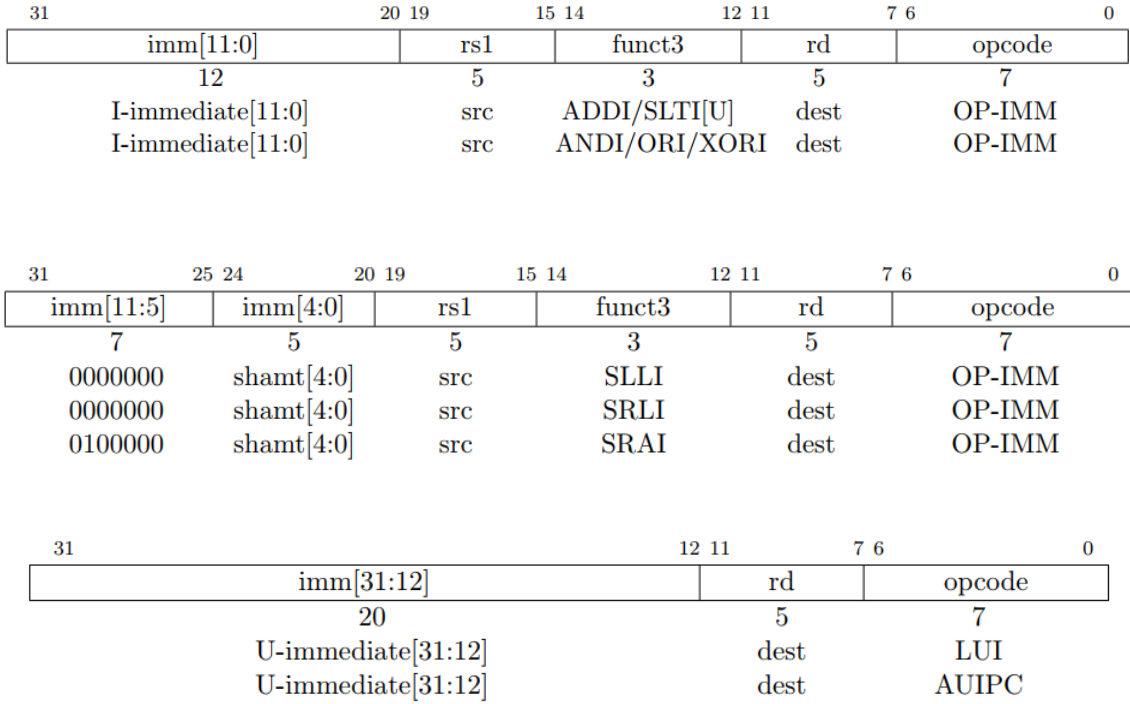 31 20 19 15 14 12 11 7 6 0
imm[11:0] rs1 funct3 rd opcode
12 5 3 5 7
I-immediate[11:0] src ADDI/SLTI[U] dest OP-IMM
I-immediate[11:0] src ANDI/ORI/XORI dest OP-IMM
31 25 24 20 19 15 14 12 11 7 6 0
imm[11:5] imm[4:0] rs1 funct3 rd opcode
7 5 5 3 5 7
0000000 shamt[4:0] src SLLI dest OP-IMM
0000000 shamt[4:0] src SRLI dest OP-IMM
0100000 shamt[4:0] src SRAI dest OP-IMM
31 12 11 7 6 0
imm[31:12] rd opcode
20 5 7
U-immediate[31:12] dest LUI
U-immediate[31:12] dest AUIPC